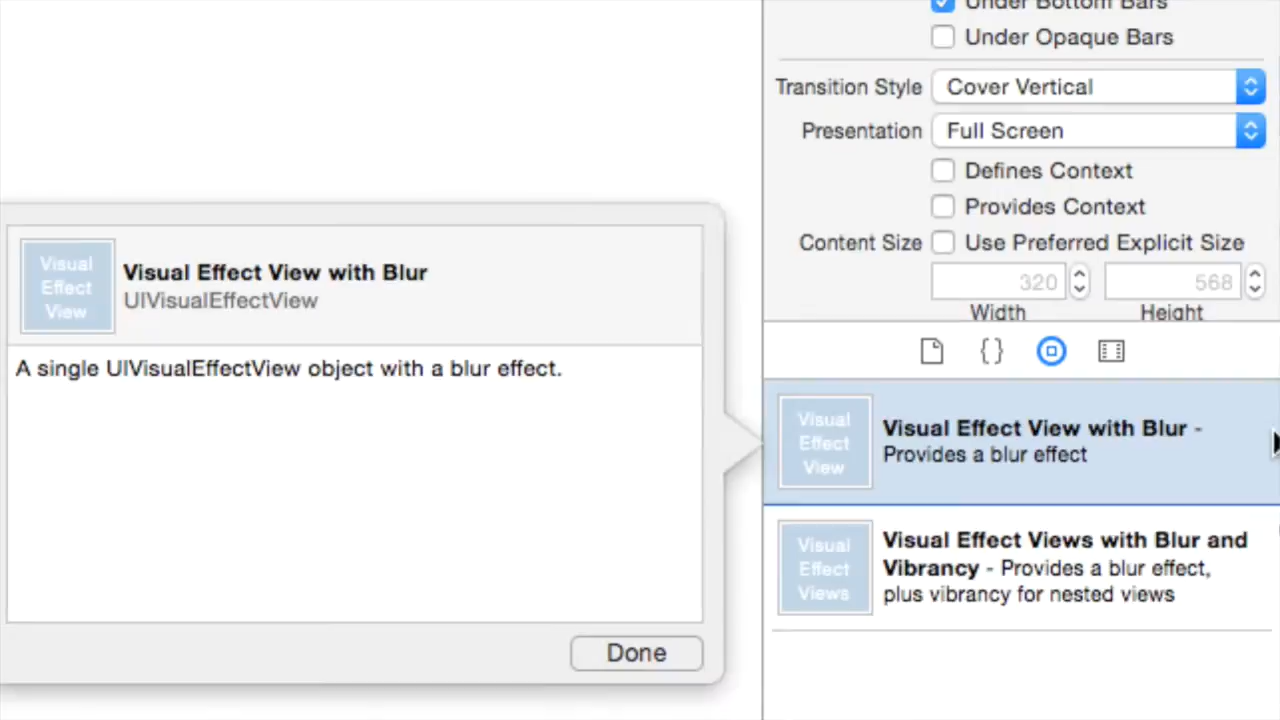 Under Bottom Bars
Under Opaque Bars
Transition Style Cover Vertical
Presentation Full Screen
Defines Context
Provides Context
Content Size Use Preferred Explicit Size
320 568
Width Height
Visual
Effect
View
Visual Effect View with Blur
UIVisualEffectView
A single UIVisualEffectView object with a blur effect.
Done
Visual
Effect
View
Visual Effect View with Blur -
Provides a blur effect
Visual
Effect
Views
Visual Effect Views with Blur and
Vibrancy - Provides a blur effect,
plus vibrancy for nested views